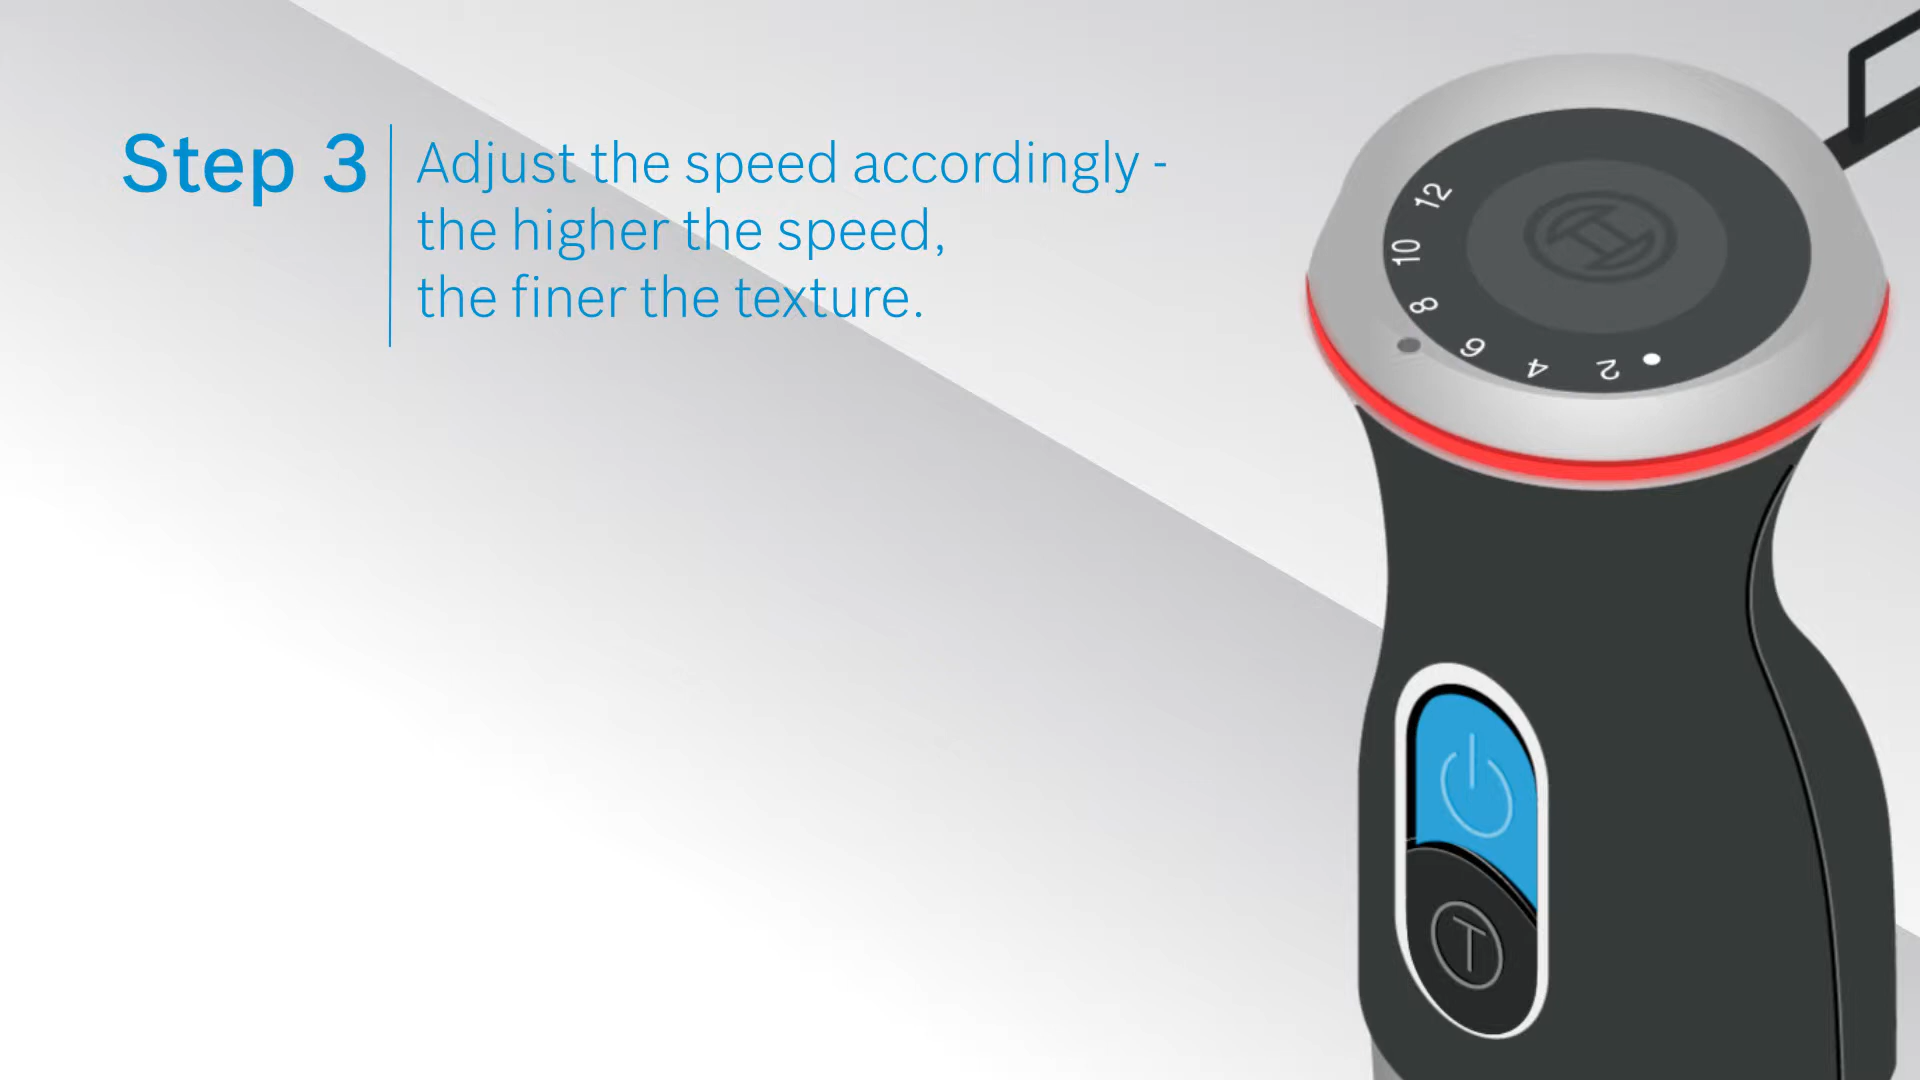 Step 3
Adjust the speed accordingly -
the higher the speed,
the finer the texture.
12
10
8
6
4
2
T